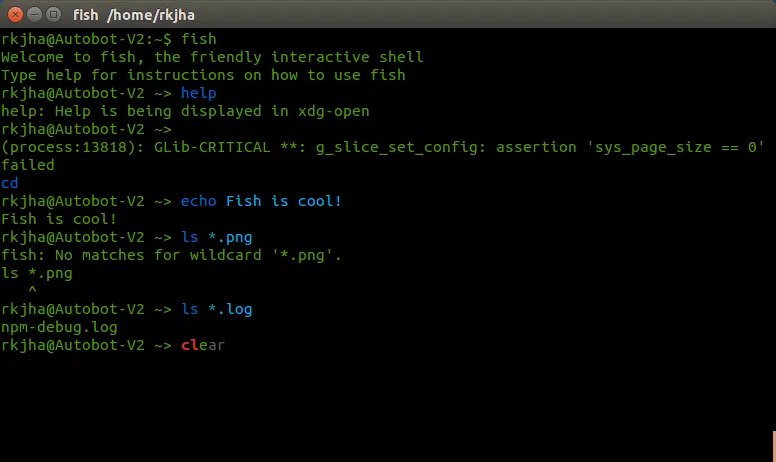 fish  /home/rkjha
rkjha@Autobot-V2:~$ fish
Welcome to fish, the friendly interactive shell
Type help for instructions on how to use fish
rkjha@Autobot-V2 ~> help
help: Help is being displayed in xdg-open
rkjha@Autobot-V2 ~>
(process:13818): GLib-CRITICAL **: g_slice_set_config: assertion 'sys_page_size == 0'
failed
cd
rkjha@Autobot-V2 ~> echo Fish is cool!
Fish is cool!
rkjha@Autobot-V2 ~> ls *.png
fish: No matches for wildcard '*.png'.
ls *.png
   ^
rkjha@Autobot-V2 ~> ls *.log
npm-debug.log
rkjha@Autobot-V2 ~> clear